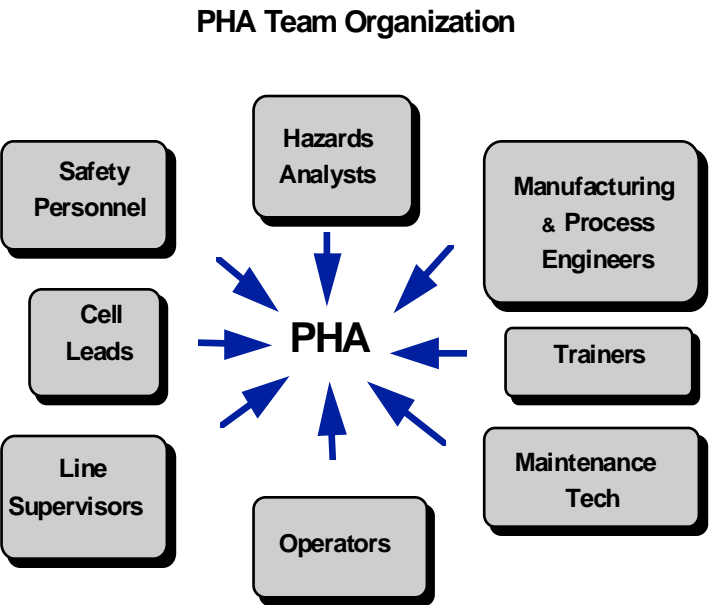 PHA Team Organization
Hazards
Analysts
Safety
Personnel
Manufacturing
& Process
Engineers
Cell
Leads
PHA
Trainers
Line
Supervisors
Maintenance
Tech
Operators